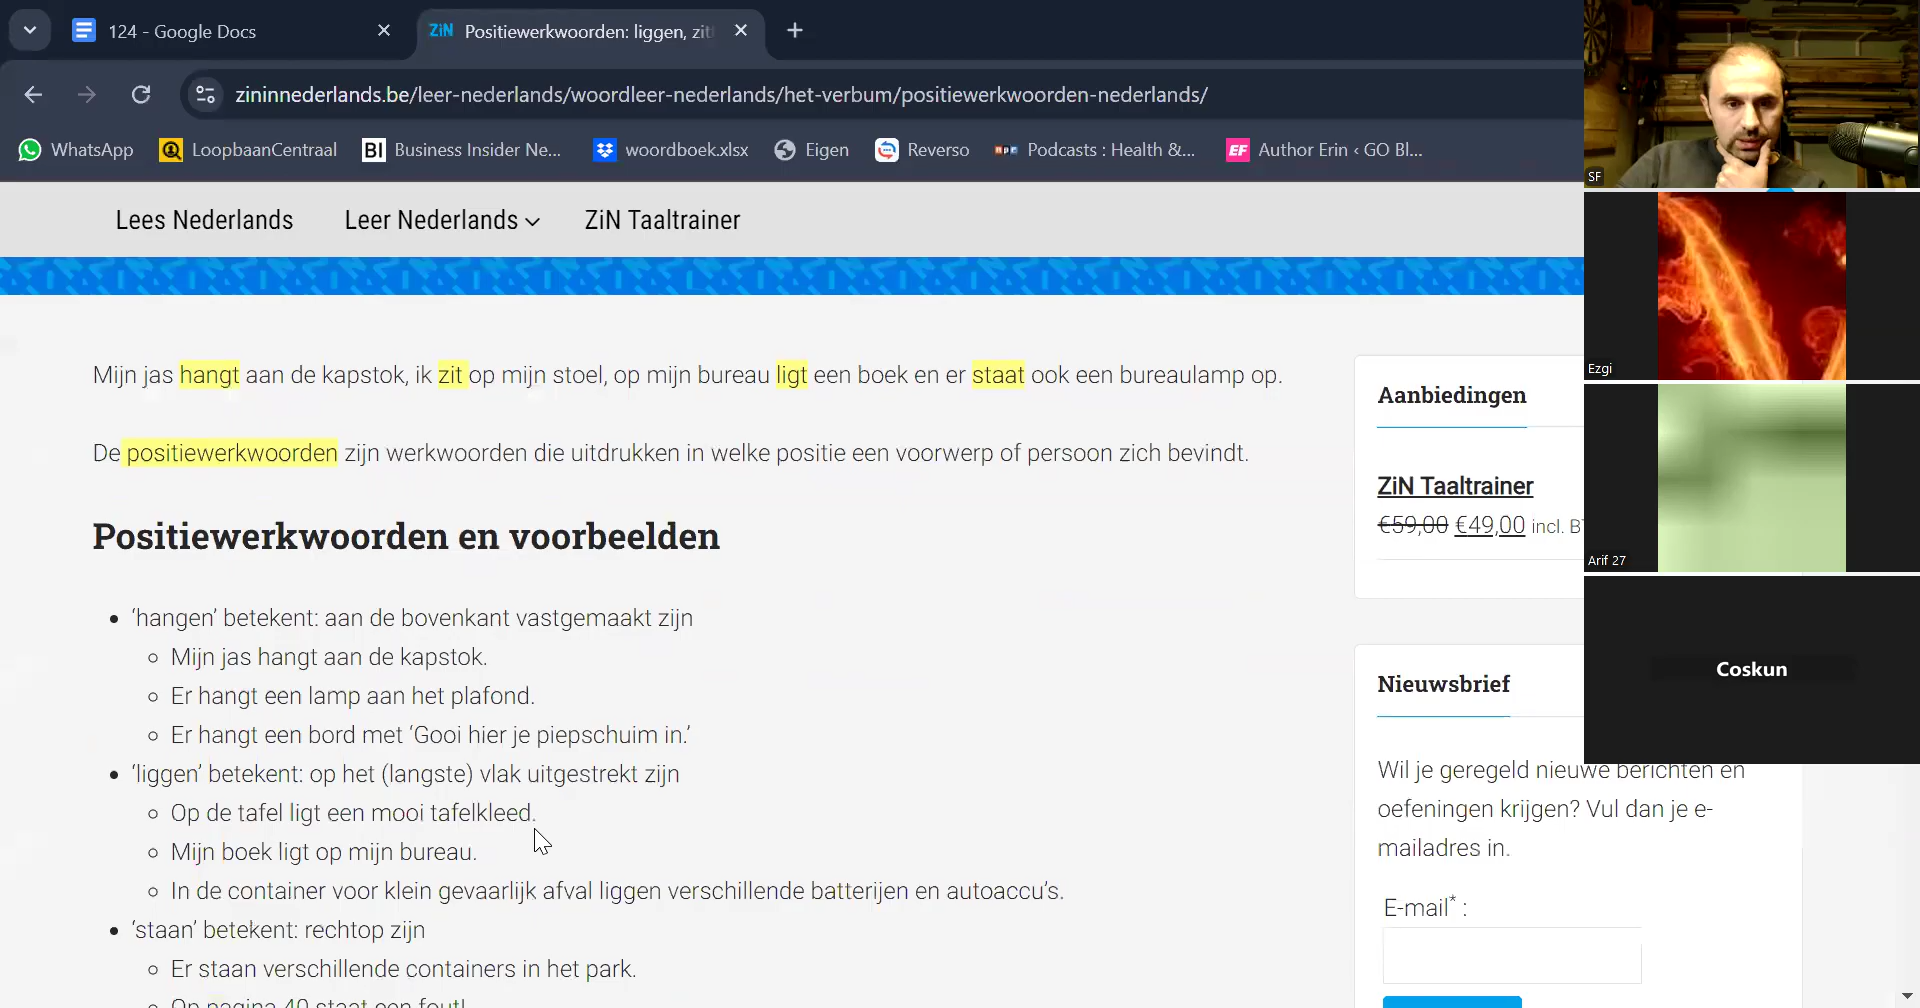 124 - Google Docs
ZiN Positiewerkwoorden: liggen, zit
zininnederlands.be/leer-nederlands/woordleer-nederlands/het-verbum/positiewerkwoorden-nederlands/
WhatsApp LoopbaanCentraal BI Business Insider Ne... woordboek.xlsx Eigen Reverso npr Podcasts : Health &... EF Author Erin ‹ GO Bl...
Lees Nederlands Leer Nederlands ZiN Taaltrainer
Mijn jas hangt aan de kapstok, ik zit op mijn stoel, op mijn bureau ligt een boek en er staat ook een bureaulamp op.
De positiewerkwoorden zijn werkwoorden die uitdrukken in welke positie een voorwerp of persoon zich bevindt.
Positiewerkwoorden en voorbeelden
• ‘hangen’ betekent: aan de bovenkant vastgemaakt zijn
Mijn jas hangt aan de kapstok.
Er hangt een lamp aan het plafond.
Er hangt een bord met ‘Gooi hier je piepschuim in.’
• ‘liggen’ betekent: op het (langste) vlak uitgestrekt zijn
Op de tafel ligt een mooi tafelkleed.
Mijn boek ligt op mijn bureau.
In de container voor klein gevaarlijk afval liggen verschillende batterijen en autoaccu’s.
• ‘staan’ betekent: rechtop zijn
Er staan verschillende containers in het park.
Op pagina 40 staat een fout!
Aanbiedingen
ZiN Taaltrainer
€59,00 €49,00 incl. B
Nieuwsbrief
Wil je geregeld nieuwe berichten en
oefeningen krijgen? Vul dan je e-
mailadres in.
E-mail* :
SF
Ezgi
Arif 27
Coskun